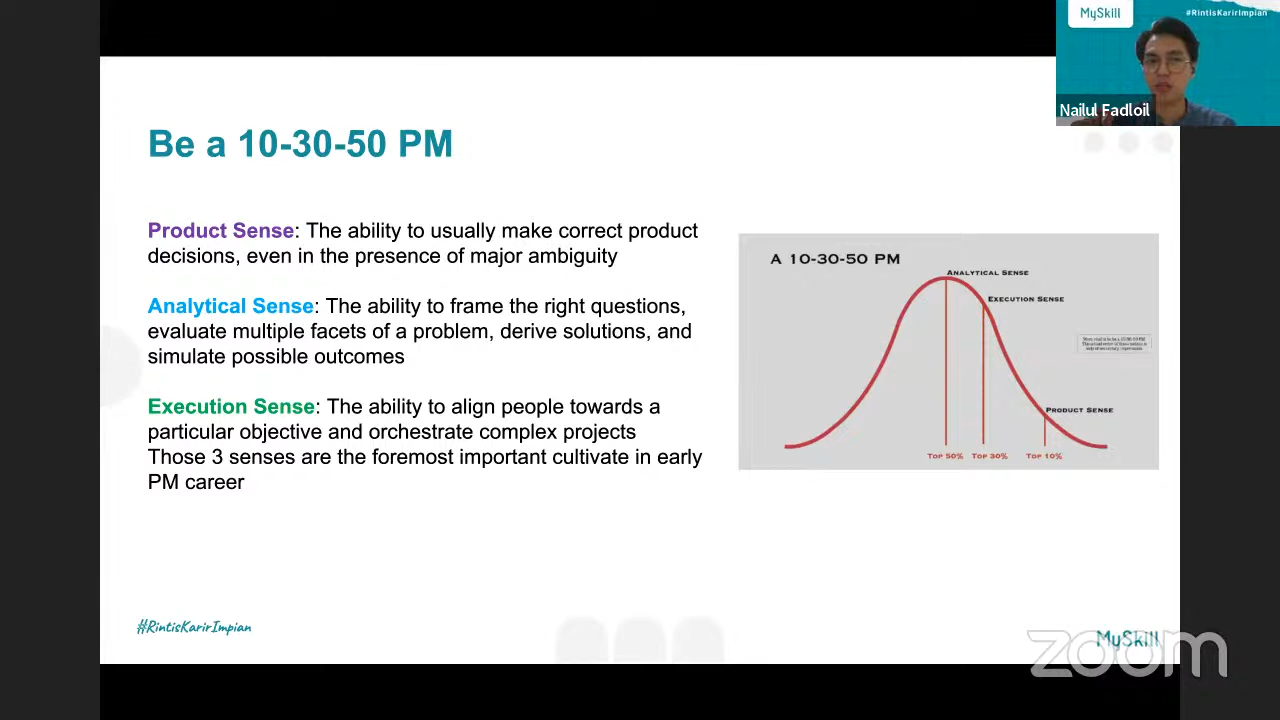 MySkill
#RintisKarirImpian
Nailul Fadloil
Be a 10-30-50 PM
Product Sense: The ability to usually make correct product
decisions, even in the presence of major ambiguity
Analytical Sense: The ability to frame the right questions,
evaluate multiple facets of a problem, derive solutions, and
simulate possible outcomes
Execution Sense: The ability to align people towards a
particular objective and orchestrate complex projects
Those 3 senses are the foremost important cultivate in early
PM career
A 10-30-50 PM
ANALYTICAL SENSE
EXECUTION SENSE
PRODUCT SENSE
TOP 50% TOP 30% TOP 10%
#RintisKarirImpian
MySkill
zoom